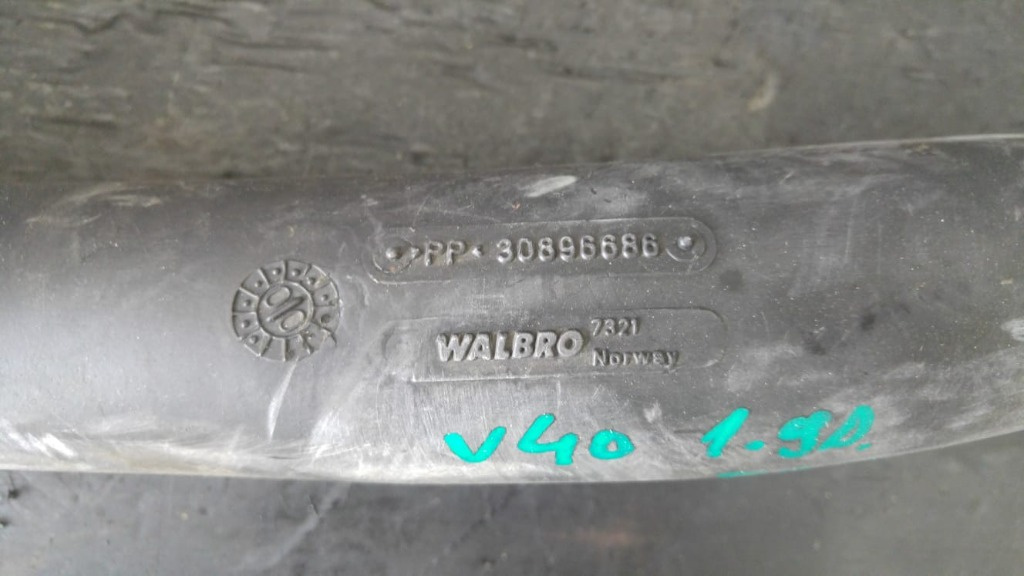 >PP< 30896686
WALBRO 7321
Norway
V40 1.9D.